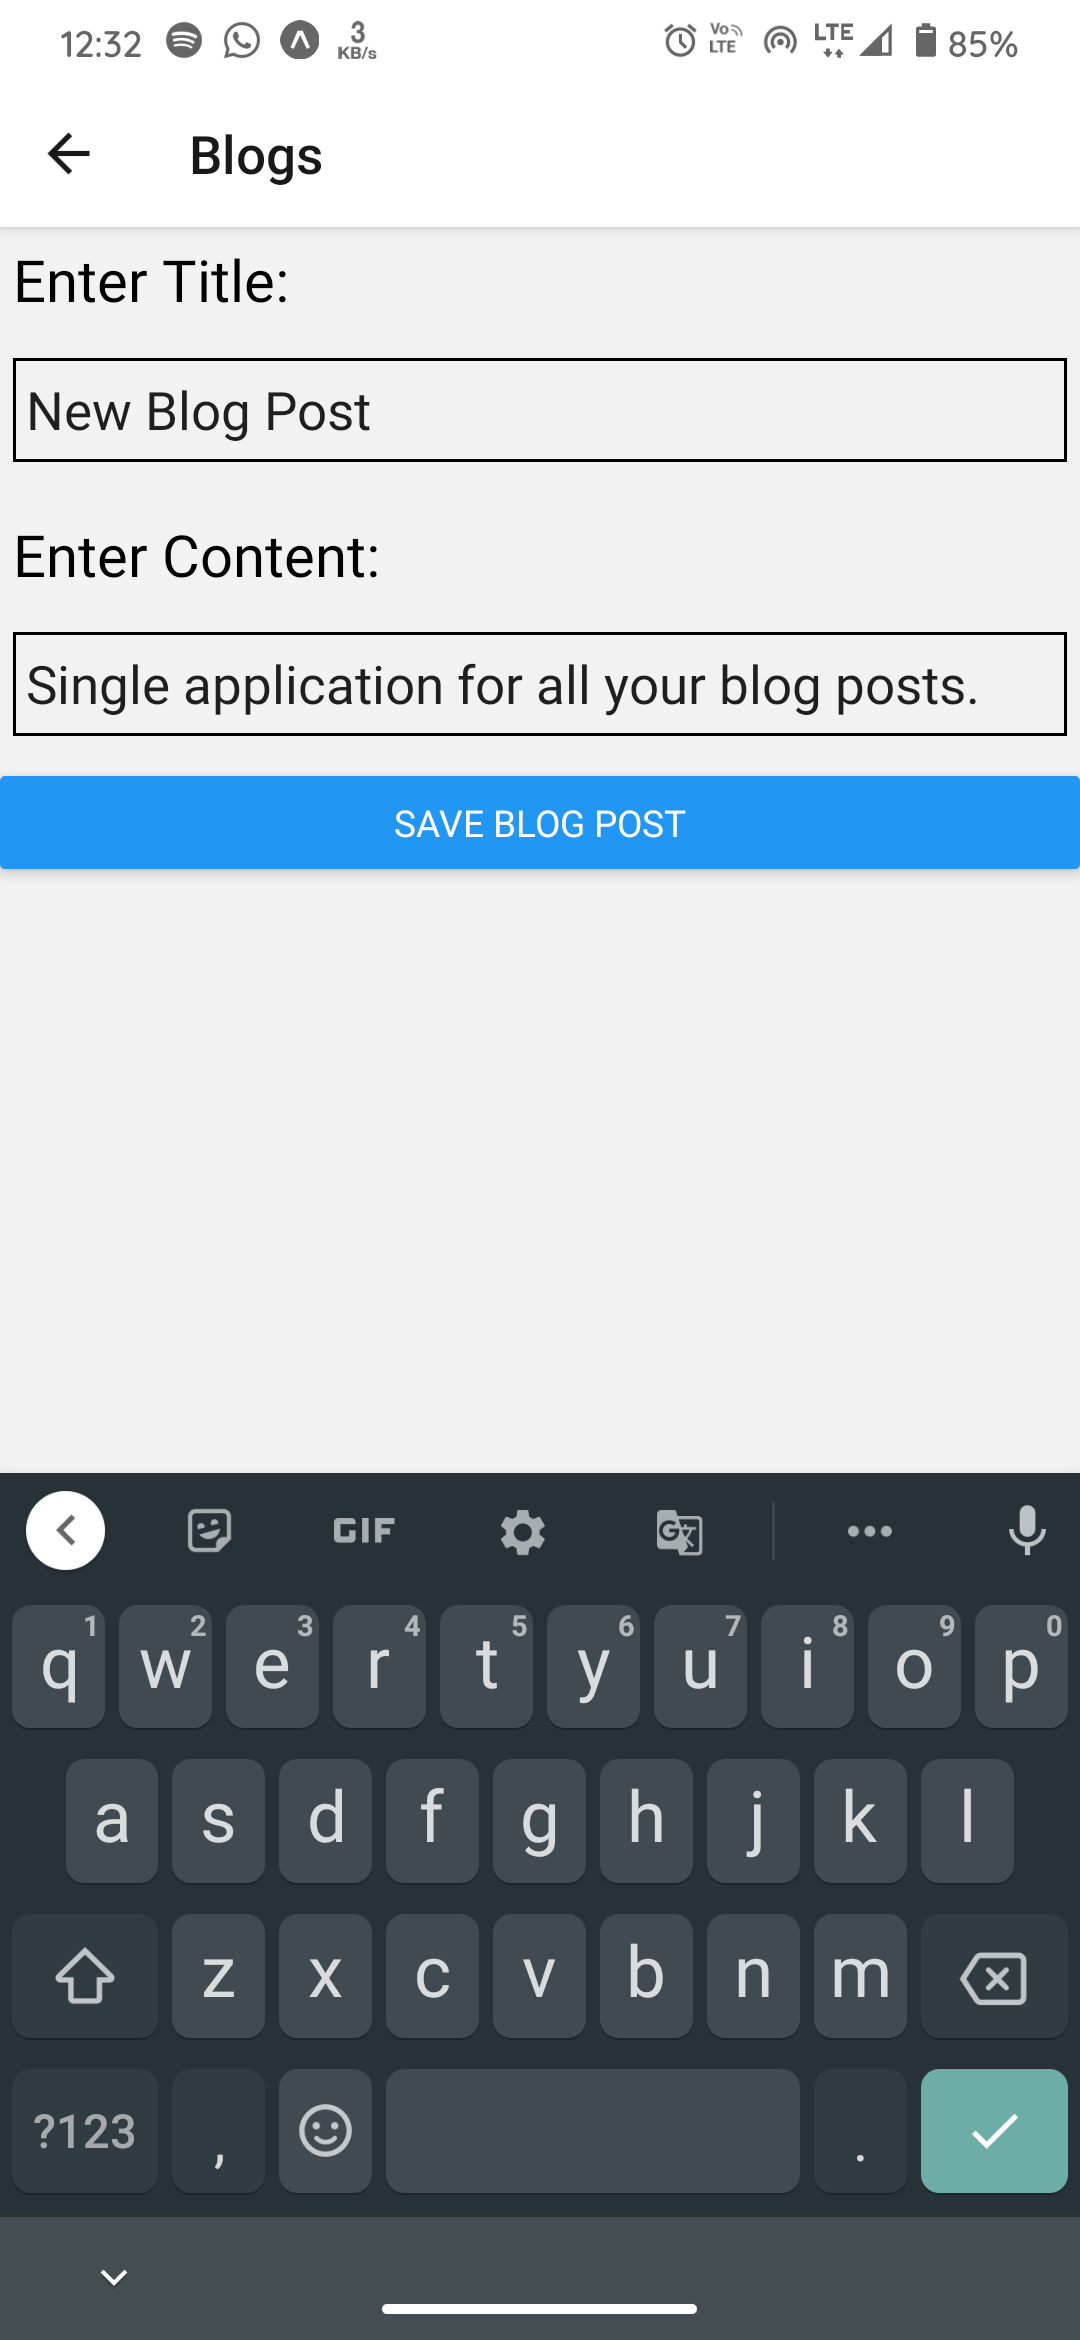 12:32 3 KB/s Vo LTE LTE 85%
Blogs
Enter Title:
New Blog Post
Enter Content:
Single application for all your blog posts.
SAVE BLOG POST
GIF G
1 2 3 4 5 6 7 8 9 0
q w e r t y u i o p
a s d f g h j k l
z x c v b n m
?123 , .